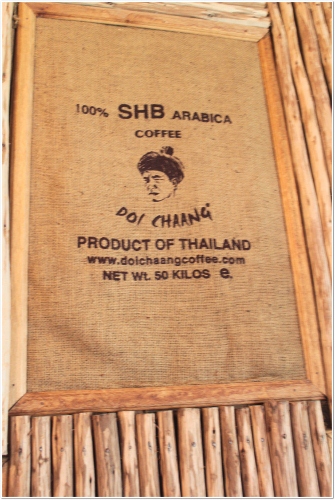 100% SHB ARABICA
COFFEE
DOI CHAANG
PRODUCT OF THAILAND
www.doichaangcoffee.com
NET Wt. 50 KILOS e.